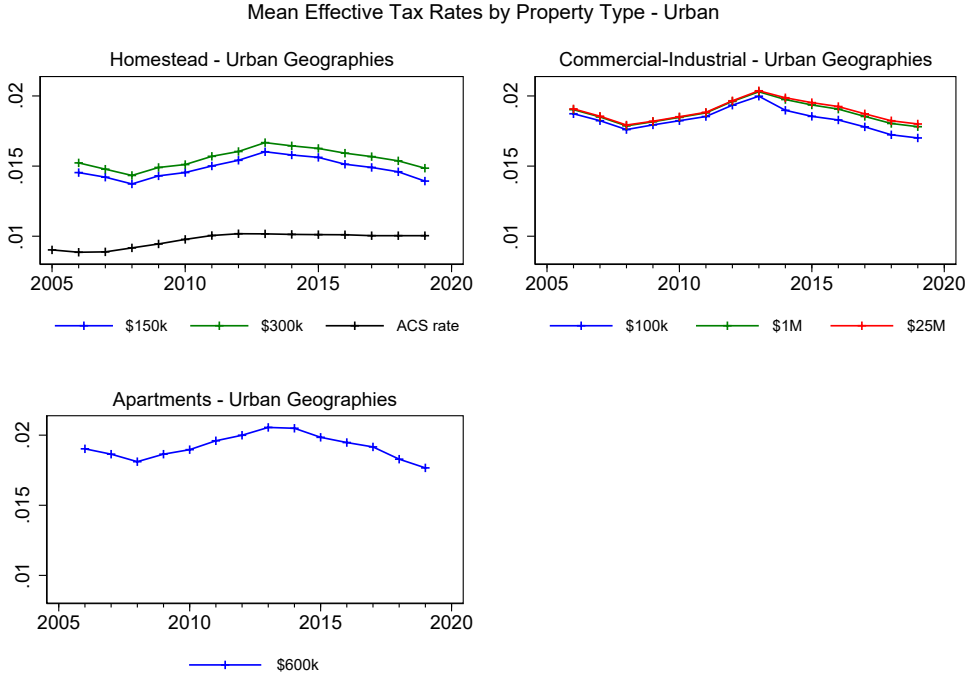 Mean Effective Tax Rates by Property Type - Urban
Homestead - Urban Geographies
.02
.015
.01
2005 2010 2015 2020
$150k $300k ACS rate
Commercial-Industrial - Urban Geographies
.02
.015
.01
2005 2010 2015 2020
$100k $1M $25M
Apartments - Urban Geographies
.02
.015
.01
2005 2010 2015 2020
$600k